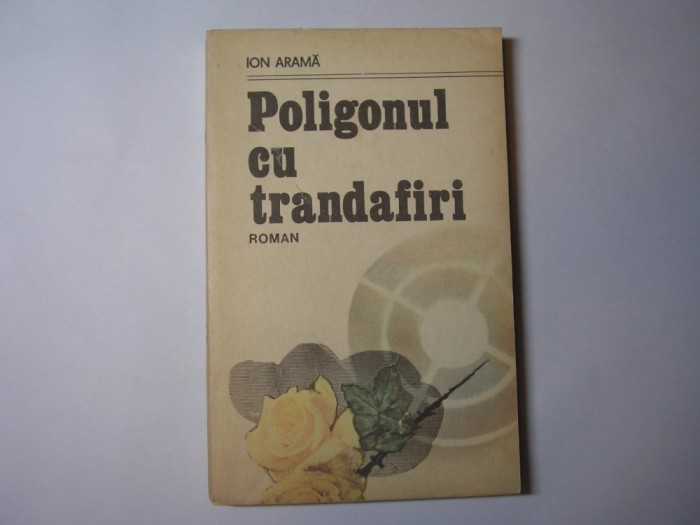 ION ARAMĂ
Poligonul
cu
trandafiri
ROMAN